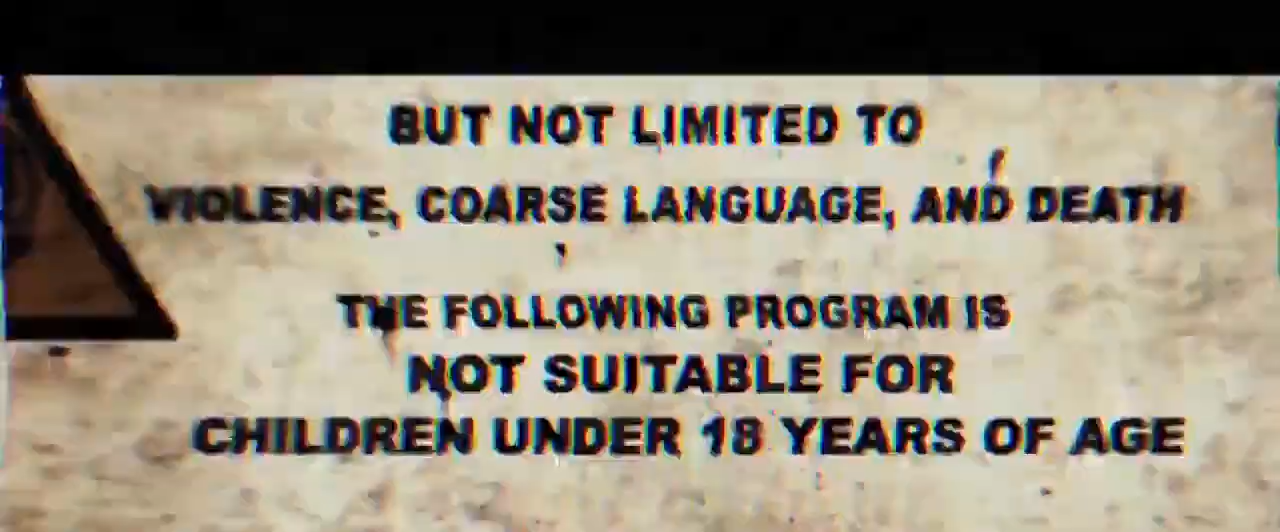 BUT NOT LIMITED TO
VIOLENCE, COARSE LANGUAGE, AND DEATH
THE FOLLOWING PROGRAM IS
NOT SUITABLE FOR
CHILDREN UNDER 18 YEARS OF AGE